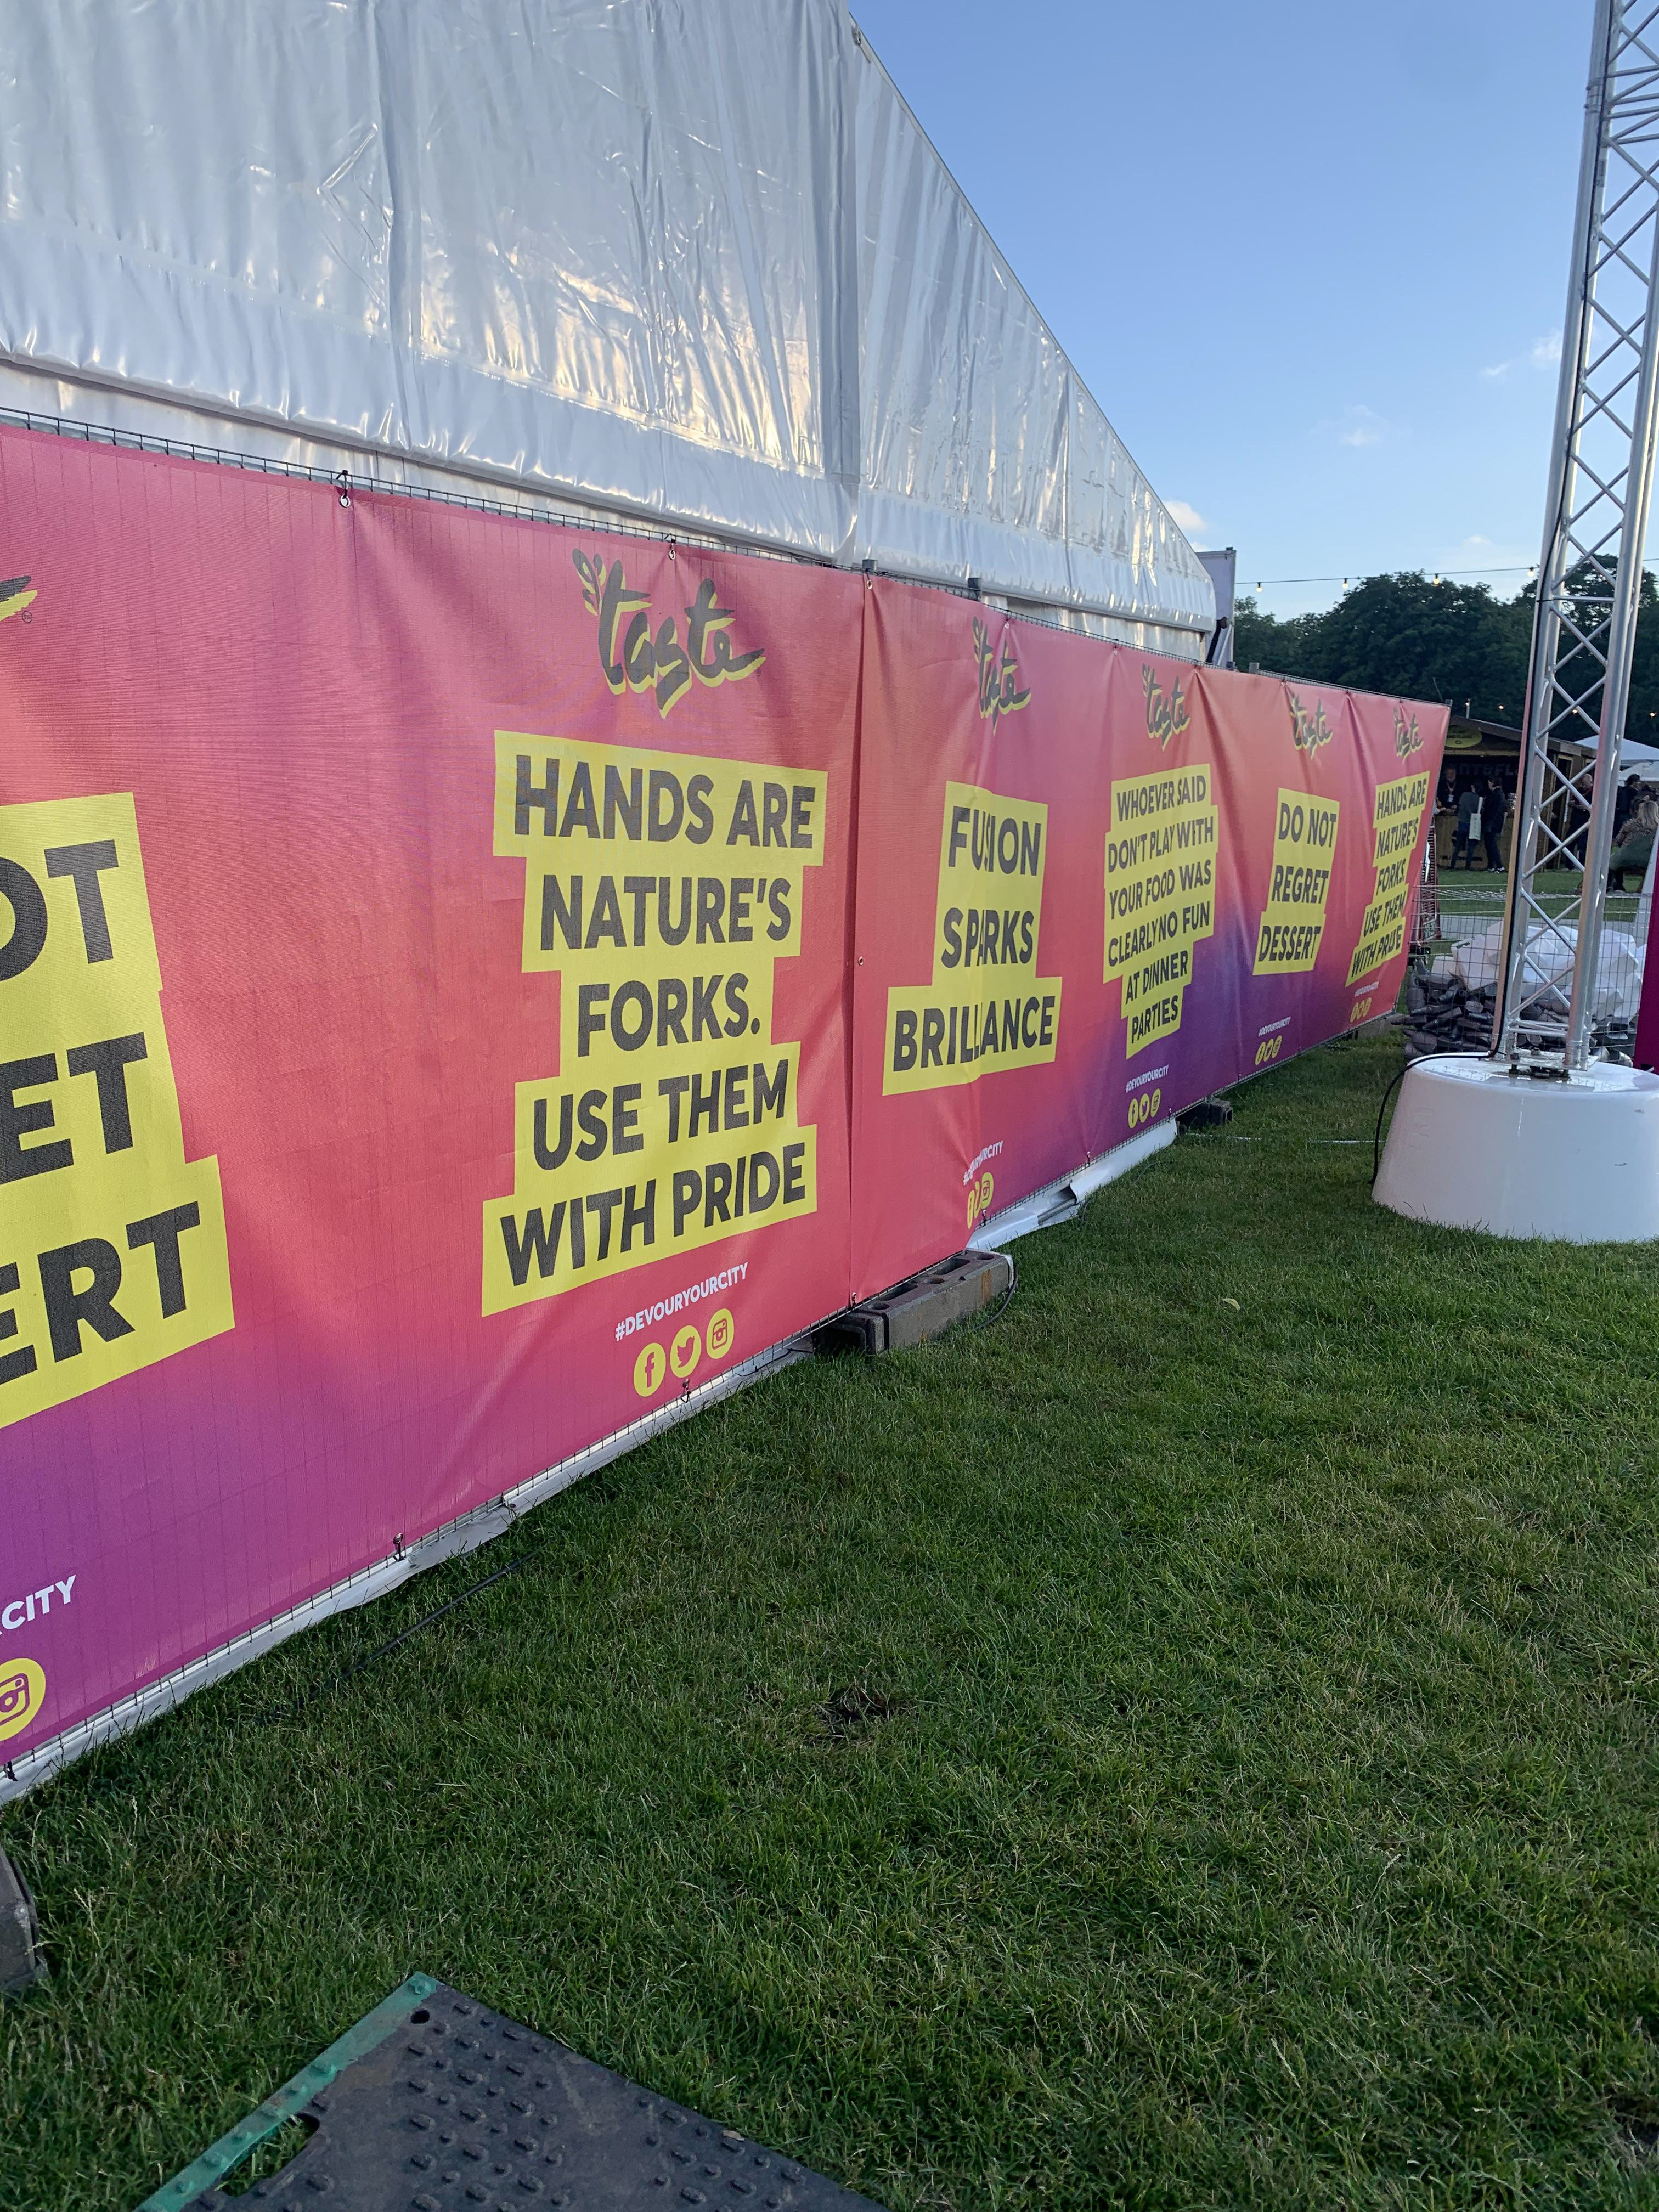 OT
ET
ERT
CITY
taste
HANDS ARE
NATURE'S
FORKS.
USE THEM
WITH PRIDE
#DEVOURYOURCITY
taste
FUSION
SPARKS
BRILLIANCE
taste
WHOEVER SAID
DON'T PLAY WITH
YOUR FOOD WAS
CLEARLY NO FUN
AT DINNER
PARTIES
#DEVOURYOURCITY
taste
DO NOT
REGRET
DESSERT
#DEVOURYOURCITY
taste
HANDS ARE
NATURE'S
FORKS.
USE THEM
WITH PRIDE
#DEVOURYOURCITY